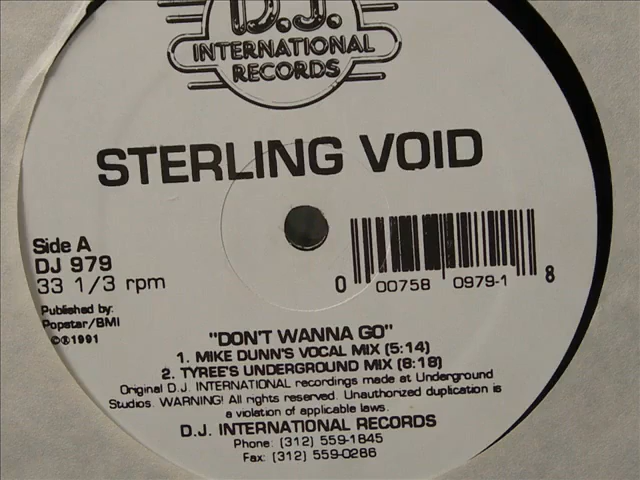 D.J.
INTERNATIONAL
RECORDS
STERLING VOID
Side A
DJ 979
33 1/3 rpm
Published by:
Popstar/BMI
©®1991
0 00758 0979-1 8
"DON'T WANNA GO"
1. MIKE DUNN'S VOCAL MIX (5:14)
2. TYREE'S UNDERGROUND MIX (8:18)
Original D.J. INTERNATIONAL recordings made at Underground
Studios. WARNING! All rights reserved. Unauthorized duplication is
a violation of applicable laws.
D.J. INTERNATIONAL RECORDS
Phone: (312) 559-1845
Fax: (312) 559-0286